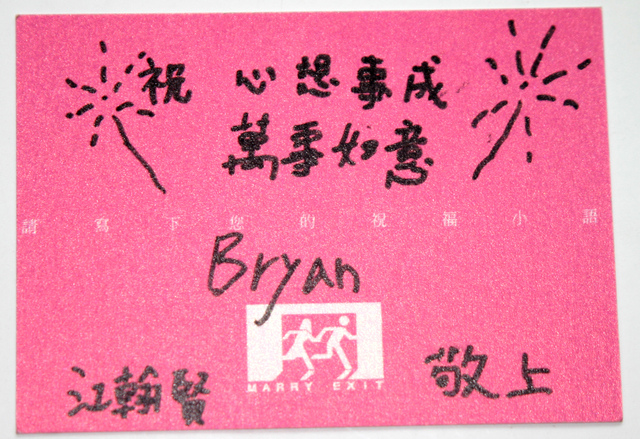 祝 心想事成
萬事如意
請寫下您的祝福小語
Bryan
MARRY EXIT
江翰賢 敬上